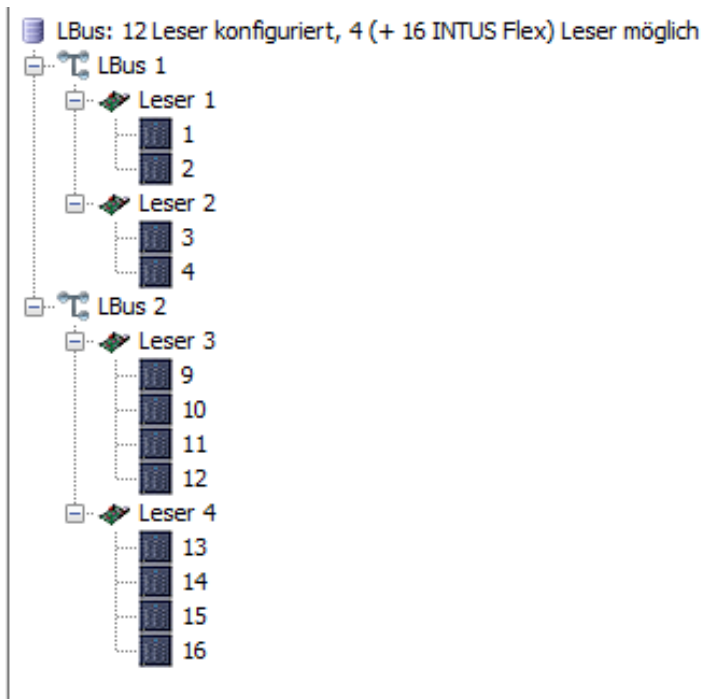 LBus: 12 Leser konfiguriert, 4 (+ 16 INTUS Flex) Leser möglich
LBus 1
Leser 1
1
2
Leser 2
3
4
LBus 2
Leser 3
9
10
11
12
Leser 4
13
14
15
16